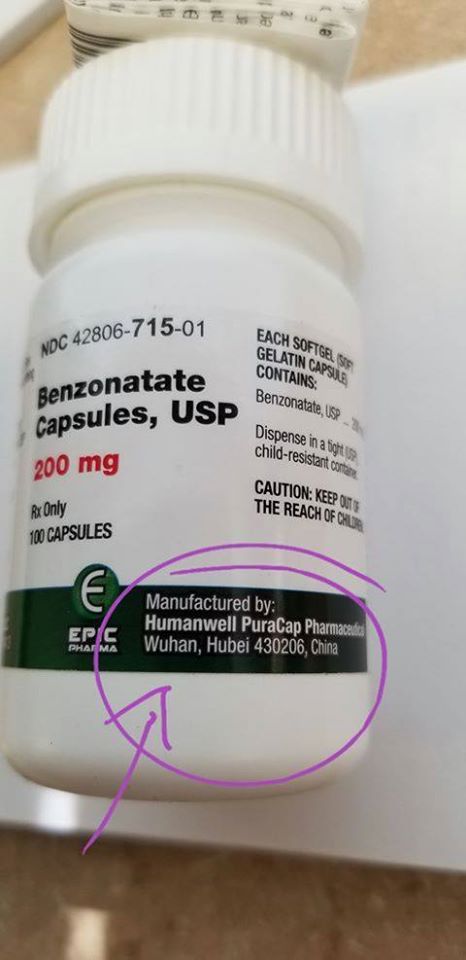 NDC 42806-715-01
Benzonatate
Capsules, USP
200 mg
Rx Only
100 CAPSULES
EACH SOFTGEL (SOFT
GELATIN CAPSULE)
CONTAINS:
Benzonatate, USP
Dispense in a tight (USP),
child-resistant container
CAUTION: KEEP OUT OF
THE REACH OF CHILDREN
EPIC
PHARMA
Manufactured by:
Humanwell PuraCap Pharmaceutical
Wuhan, Hubei 430206, China